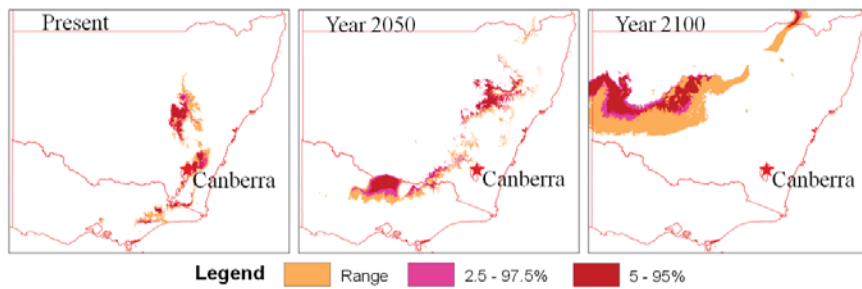 Present
Year 2050
Year 2100
Canberra
Canberra
Canberra
Legend Range 2.5 - 97.5% 5 - 95%